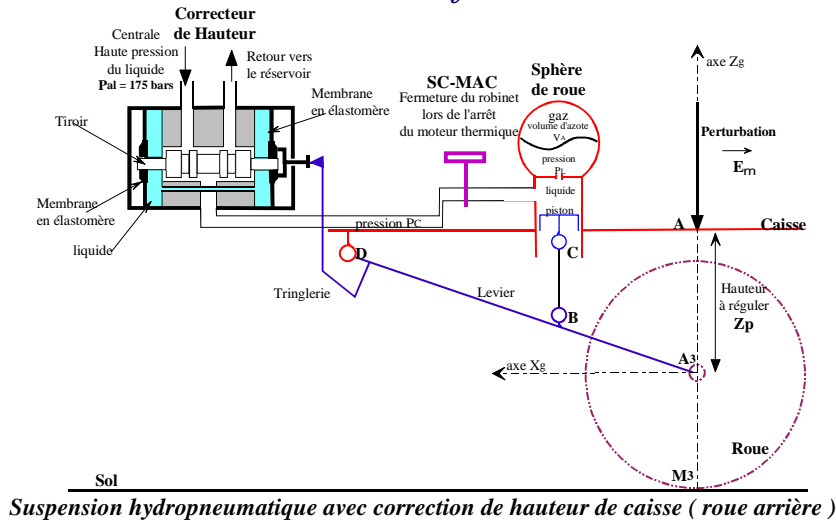 Correcteur
de Hauteur
Centrale
Haute pression
du liquide
Pal = 175 bars
Retour vers
le réservoir
Membrane
en élastomère
Tiroir
Membrane
en élastomère
liquide
Tringlerie
SC-MAC
Fermeture du robinet
lors de l'arrêt
du moteur thermique
Sphère
de roue
gaz
volume d'azote
VA
pression
PL
liquide
piston
pression PC
D
C
B
Levier
axe Zg
Perturbation
Em
A
Caisse
Hauteur
à réguler
Zp
A3
axe Xg
Roue
M3
Sol
Suspension hydropneumatique avec correction de hauteur de caisse ( roue arrière )